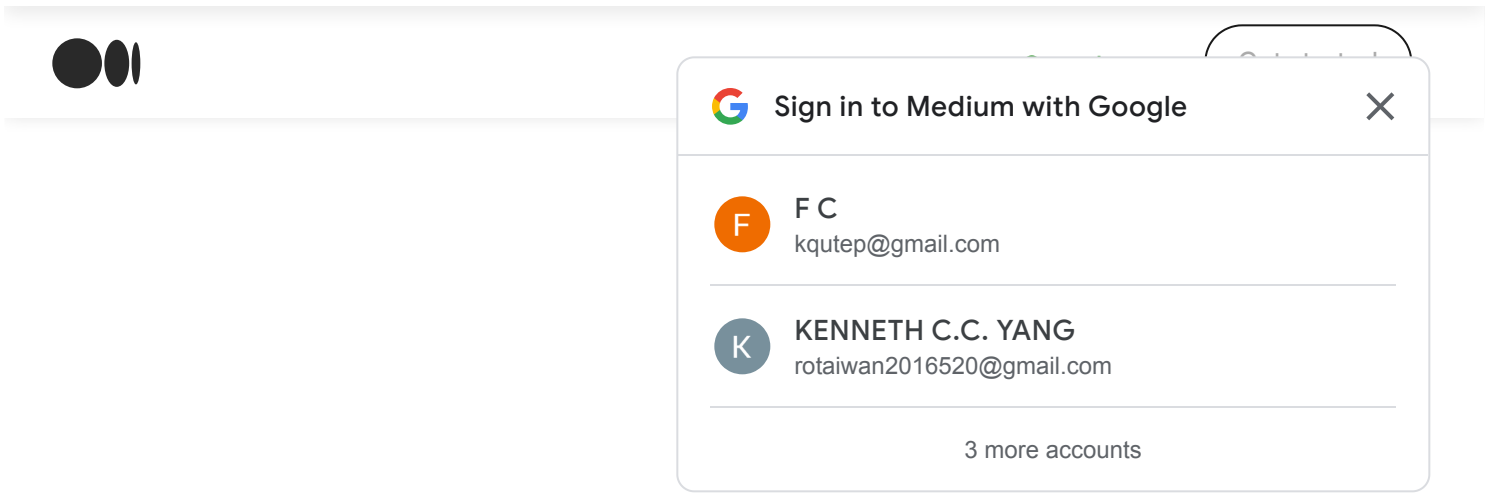 Sign in to Medium with Google
F
F C
kqutep@gmail.com
K
KENNETH C.C. YANG
rotaiwan2016520@gmail.com
3 more accounts